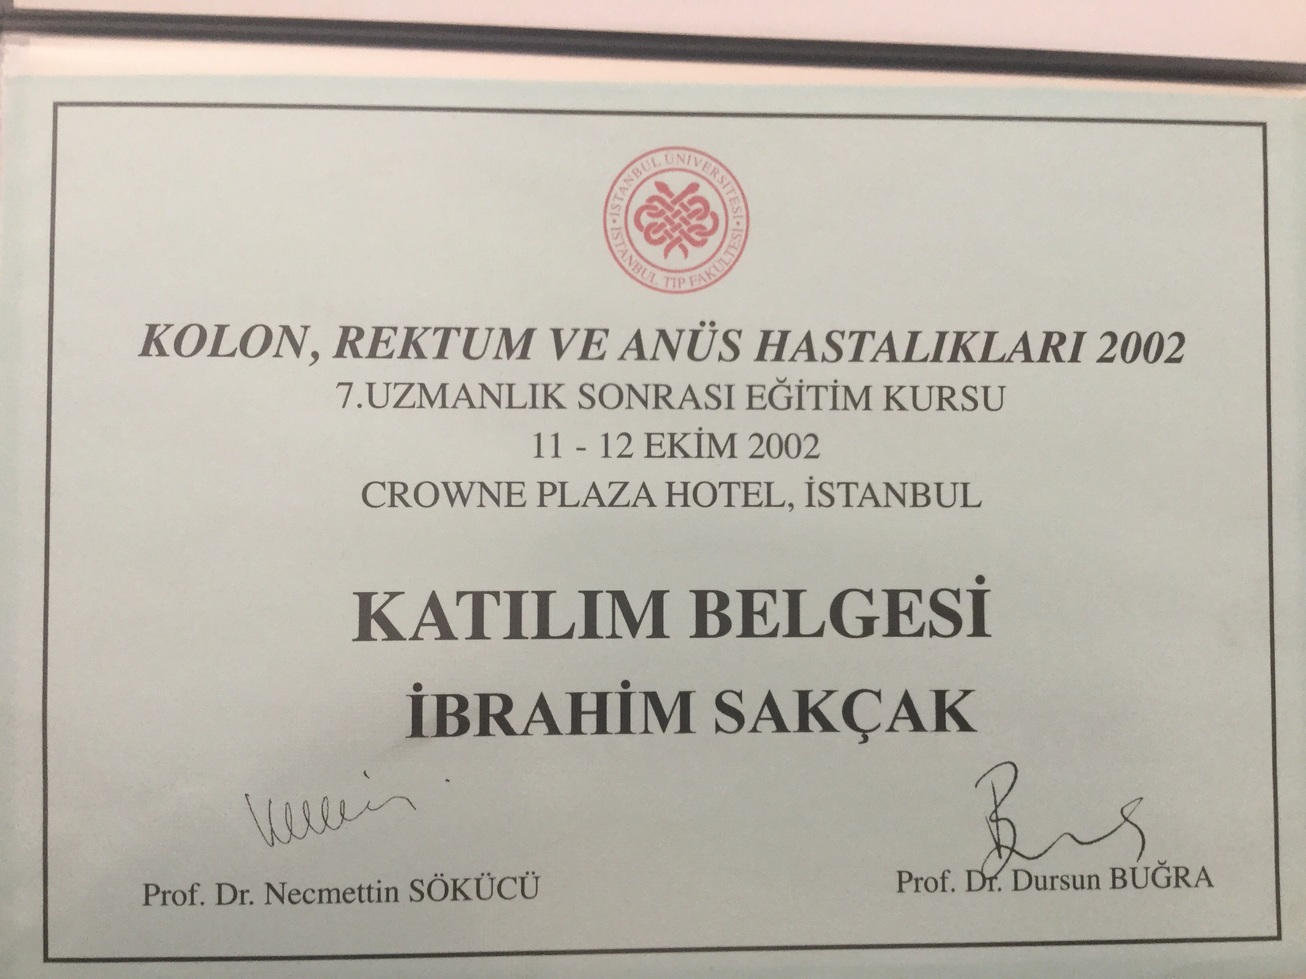 İSTANBUL ÜNİVERSİTESİ
İSTANBUL TIP FAKÜLTESİ
KOLON, REKTUM VE ANÜS HASTALIKLARI 2002
7.UZMANLIK SONRASI EĞİTİM KURSU
11 - 12 EKİM 2002
CROWNE PLAZA HOTEL, İSTANBUL
KATILIM BELGESİ
İBRAHİM SAKÇAK
Prof. Dr. Necmettin SÖKÜCÜ
Prof. Dr. Dursun BUĞRA